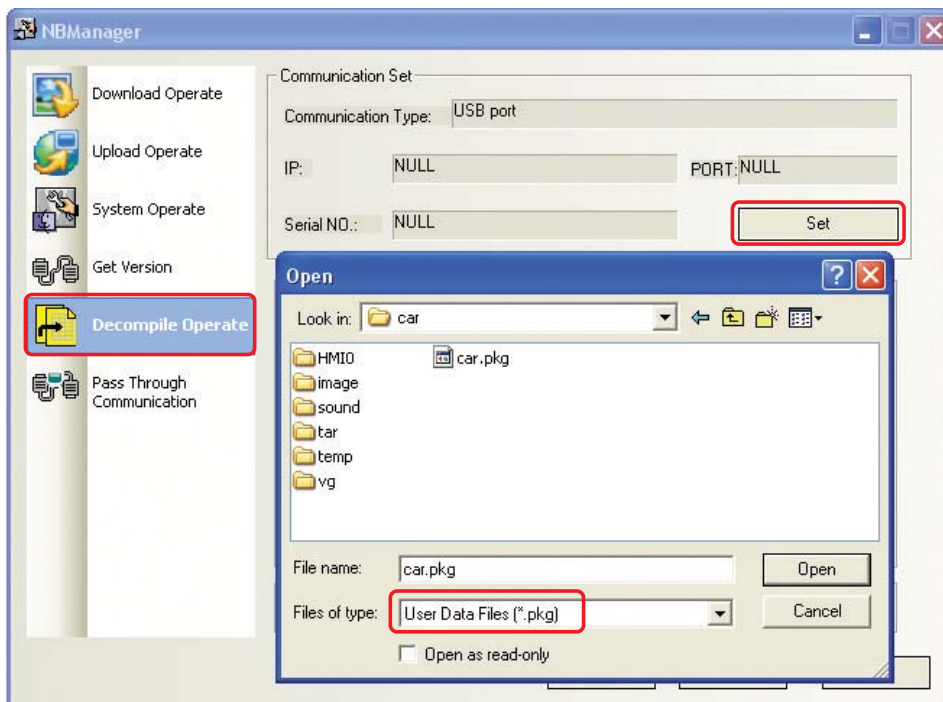 NBManager
Download Operate
Upload Operate
System Operate
Get Version
Decompile Operate
Pass Through
Communication
Communication Set
Communication Type: USB port
IP: NULL PORT: NULL
Serial NO.: NULL Set
Open
Look in: car
HMI0 car.pkg
image
sound
tar
temp
vg
File name: car.pkg Open
Files of type: User Data Files (*.pkg) Cancel
Open as read-only